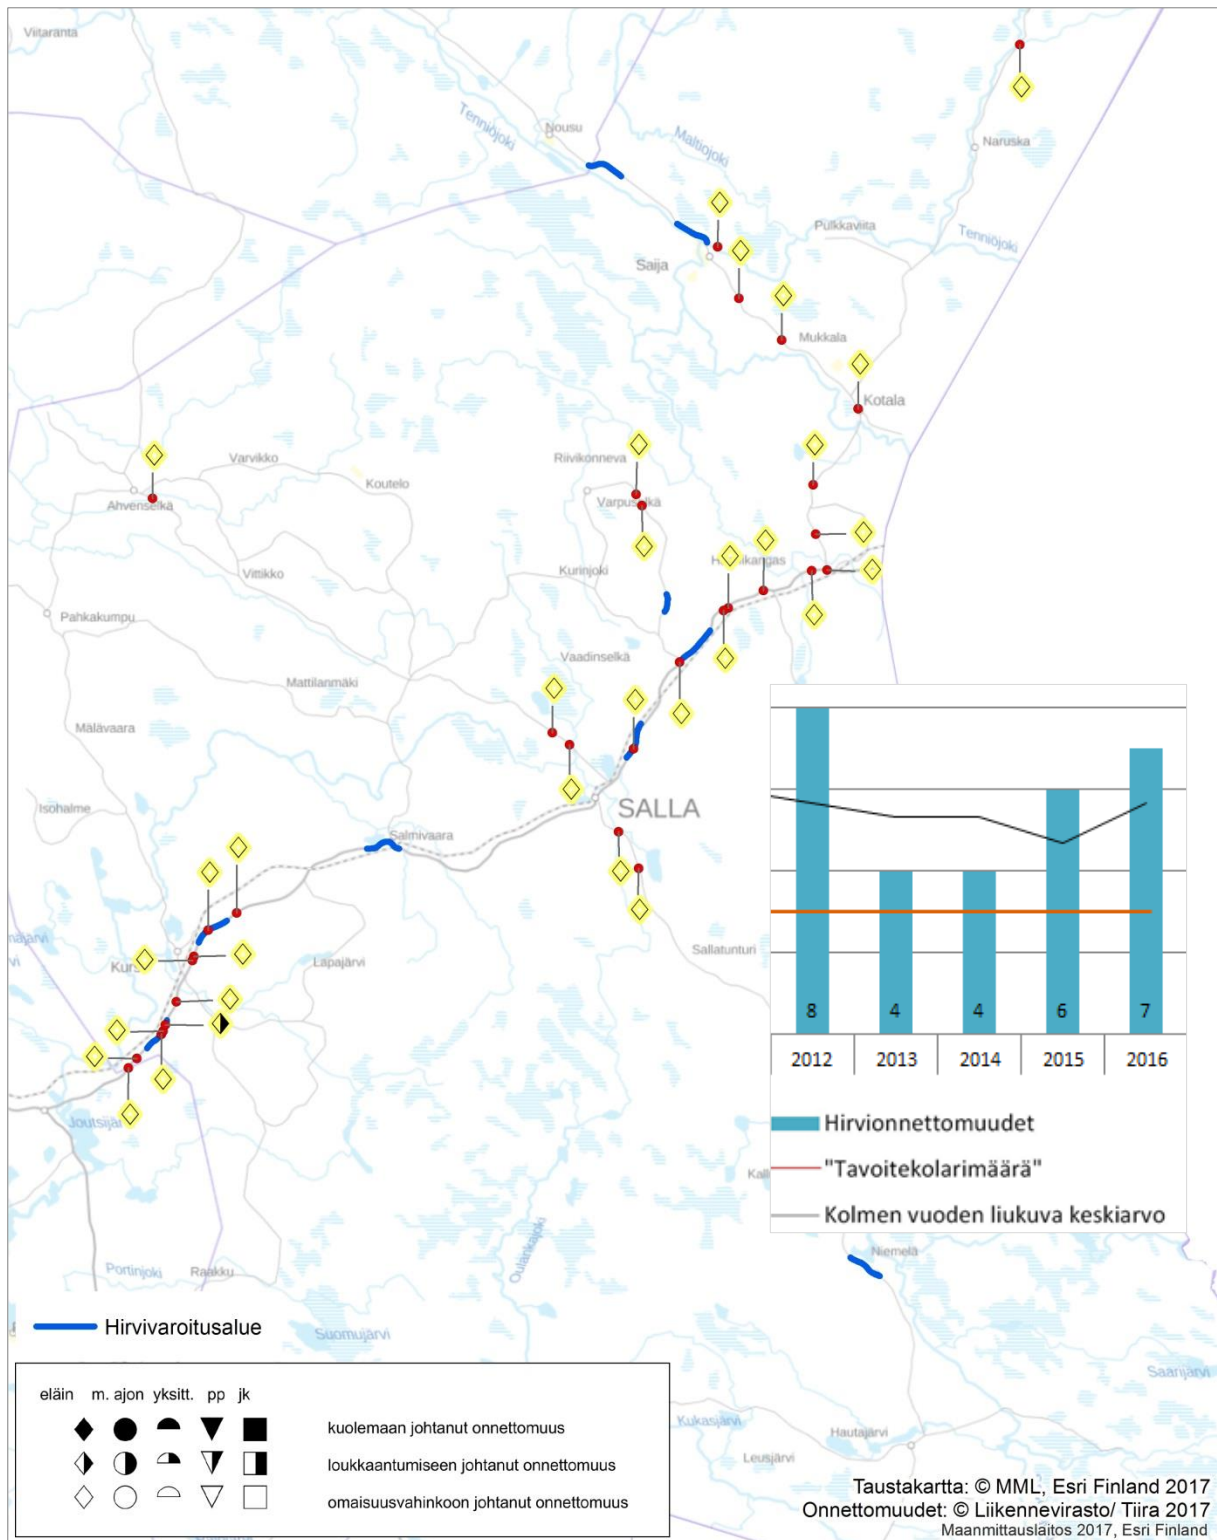 Viitaranta
Nousu
Tenniöjoki
Maltiojoki
Naruska
Pulkkaviita
Tenniöjoki
Saija
Mukkala
Kotala
Varvikko
Riivikonneva
Koutelo
Ahvenselkä
Varpuselkä
Kurinjoki
Vittikko
Pahkakumpu
Vaadinselkä
Mattilanmäki
Mälävaara
Isohalme
SALLA
Salmivaara
Sallatunturi
Lapajärvi
Niemelä
Oulankajoki
Portinjoki
Raakku
Suomujärvi
Saarijärvi
Kukasjärvi
Hautajärvi
Leusjärvi
8 4 4 6 7
2012 2013 2014 2015 2016
Hirvionnettomuudet
"Tavoitekolarimäärä"
Kolmen vuoden liukuva keskiarvo
Hirvivaroitusalue
eläin m. ajon yksitt. pp jk
kuolemaan johtanut onnettomuus
loukkaantumiseen johtanut onnettomuus
omaisuusvahinkoon johtanut onnettomuus
Taustakartta: © MML, Esri Finland 2017
Onnettomuudet: © Liikennevirasto/ Tiira 2017
Maanmittauslaitos 2017, Esri Finland